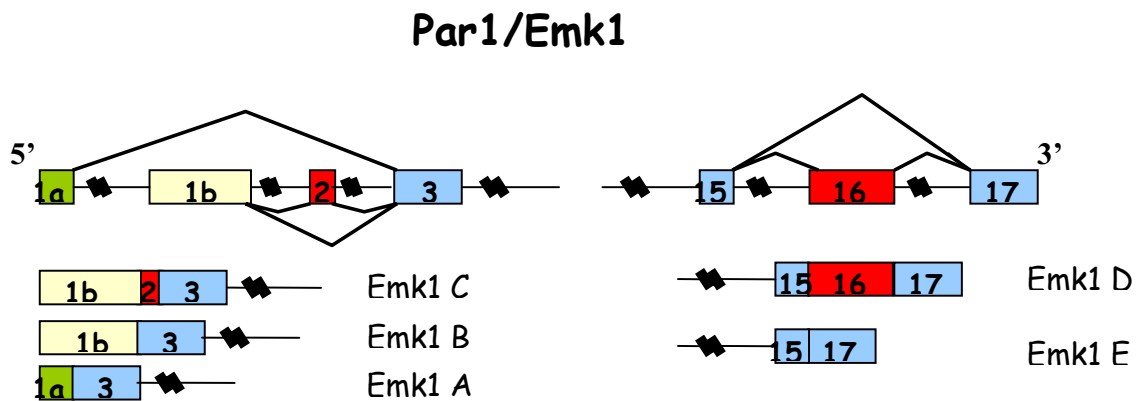 Par1/Emk1
5’ 3’
1a 1b 2 3 15 16 17
1b 2 3 Emk1 C 15 16 17 Emk1 D
1b 3 Emk1 B 15 17 Emk1 E
1a 3 Emk1 A